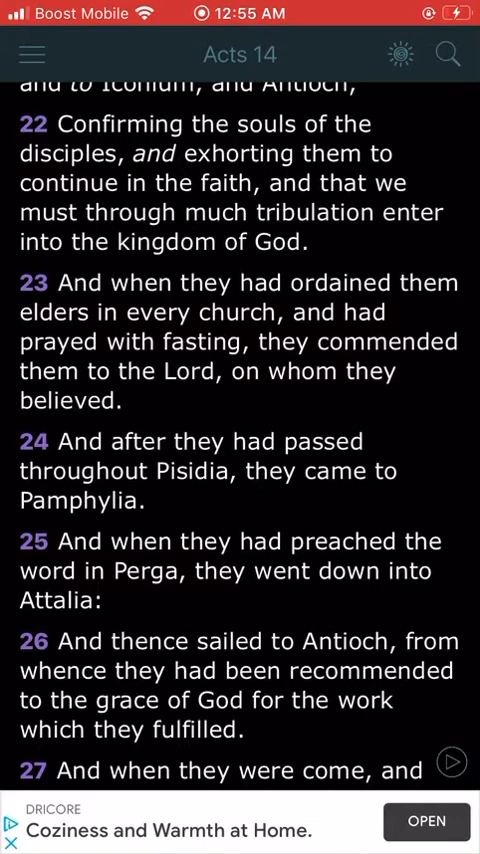 Boost Mobile 12:55 AM
Acts 14
and to Iconium, and Antioch,
22 Confirming the souls of the
disciples, and exhorting them to
continue in the faith, and that we
must through much tribulation enter
into the kingdom of God.
23 And when they had ordained them
elders in every church, and had
prayed with fasting, they commended
them to the Lord, on whom they
believed.
24 And after they had passed
throughout Pisidia, they came to
Pamphylia.
25 And when they had preached the
word in Perga, they went down into
Attalia:
26 And thence sailed to Antioch, from
whence they had been recommended
to the grace of God for the work
which they fulfilled.
27 And when they were come, and
DRICORE
Coziness and Warmth at Home.
OPEN